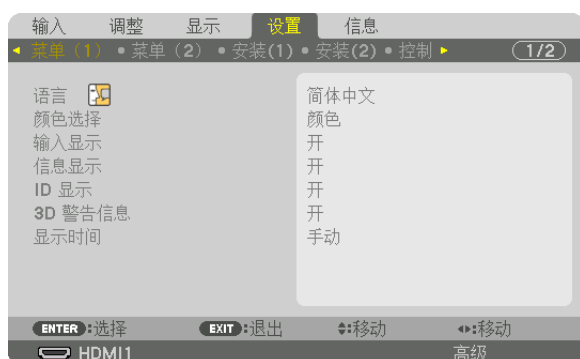 输入 调整 显示 设置 信息
◂ 菜单（1） ● 菜单（2） ● 安装(1) ● 安装(2) ● 控制 ▸ 1/2
语言 简体中文
颜色选择 颜色
输入显示 开
信息显示 开
ID 显示 开
3D 警告信息 开
显示时间 手动
ENTER:选择 EXIT:退出 ♦:移动 ◂▸:移动
HDMI1 高级